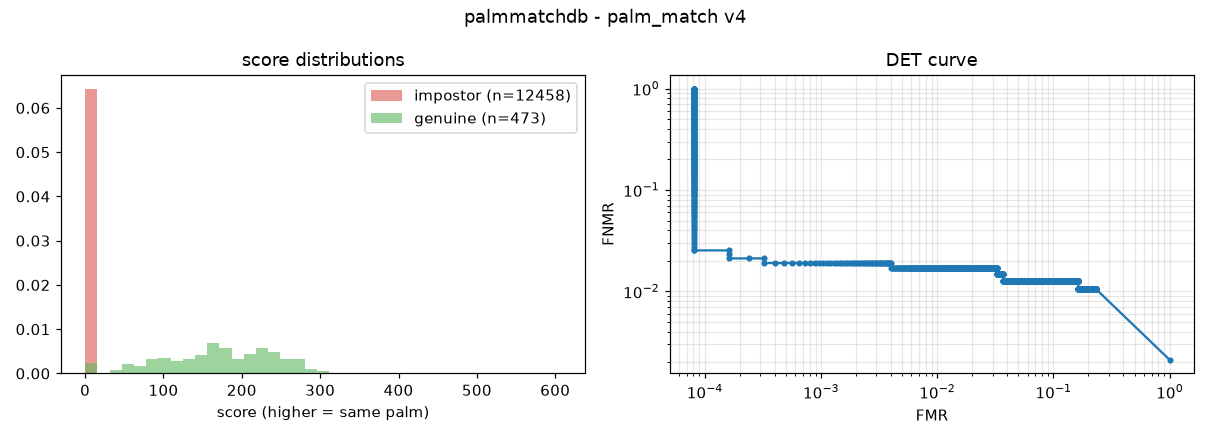 palmmatchdb - palm_match v4
score distributions
impostor (n=12458)
genuine (n=473)
0.06
0.05
0.04
0.03
0.02
0.01
0.00
0 100 200 300 400 500 600
score (higher = same palm)
DET curve
FNMR
10⁰
10⁻¹
10⁻²
10⁻⁴ 10⁻³ 10⁻² 10⁻¹ 10⁰
FMR